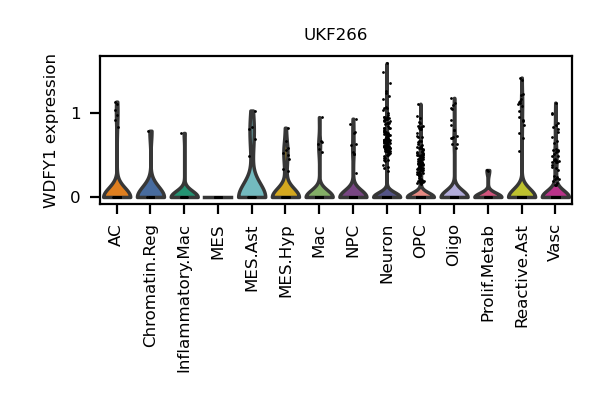 UKF266
WDFY1 expression
1
0
AC
Chromatin.Reg
Inflammatory.Mac
MES
MES.Ast
MES.Hyp
Mac
NPC
Neuron
OPC
Oligo
Prolif.Metab
Reactive.Ast
Vasc